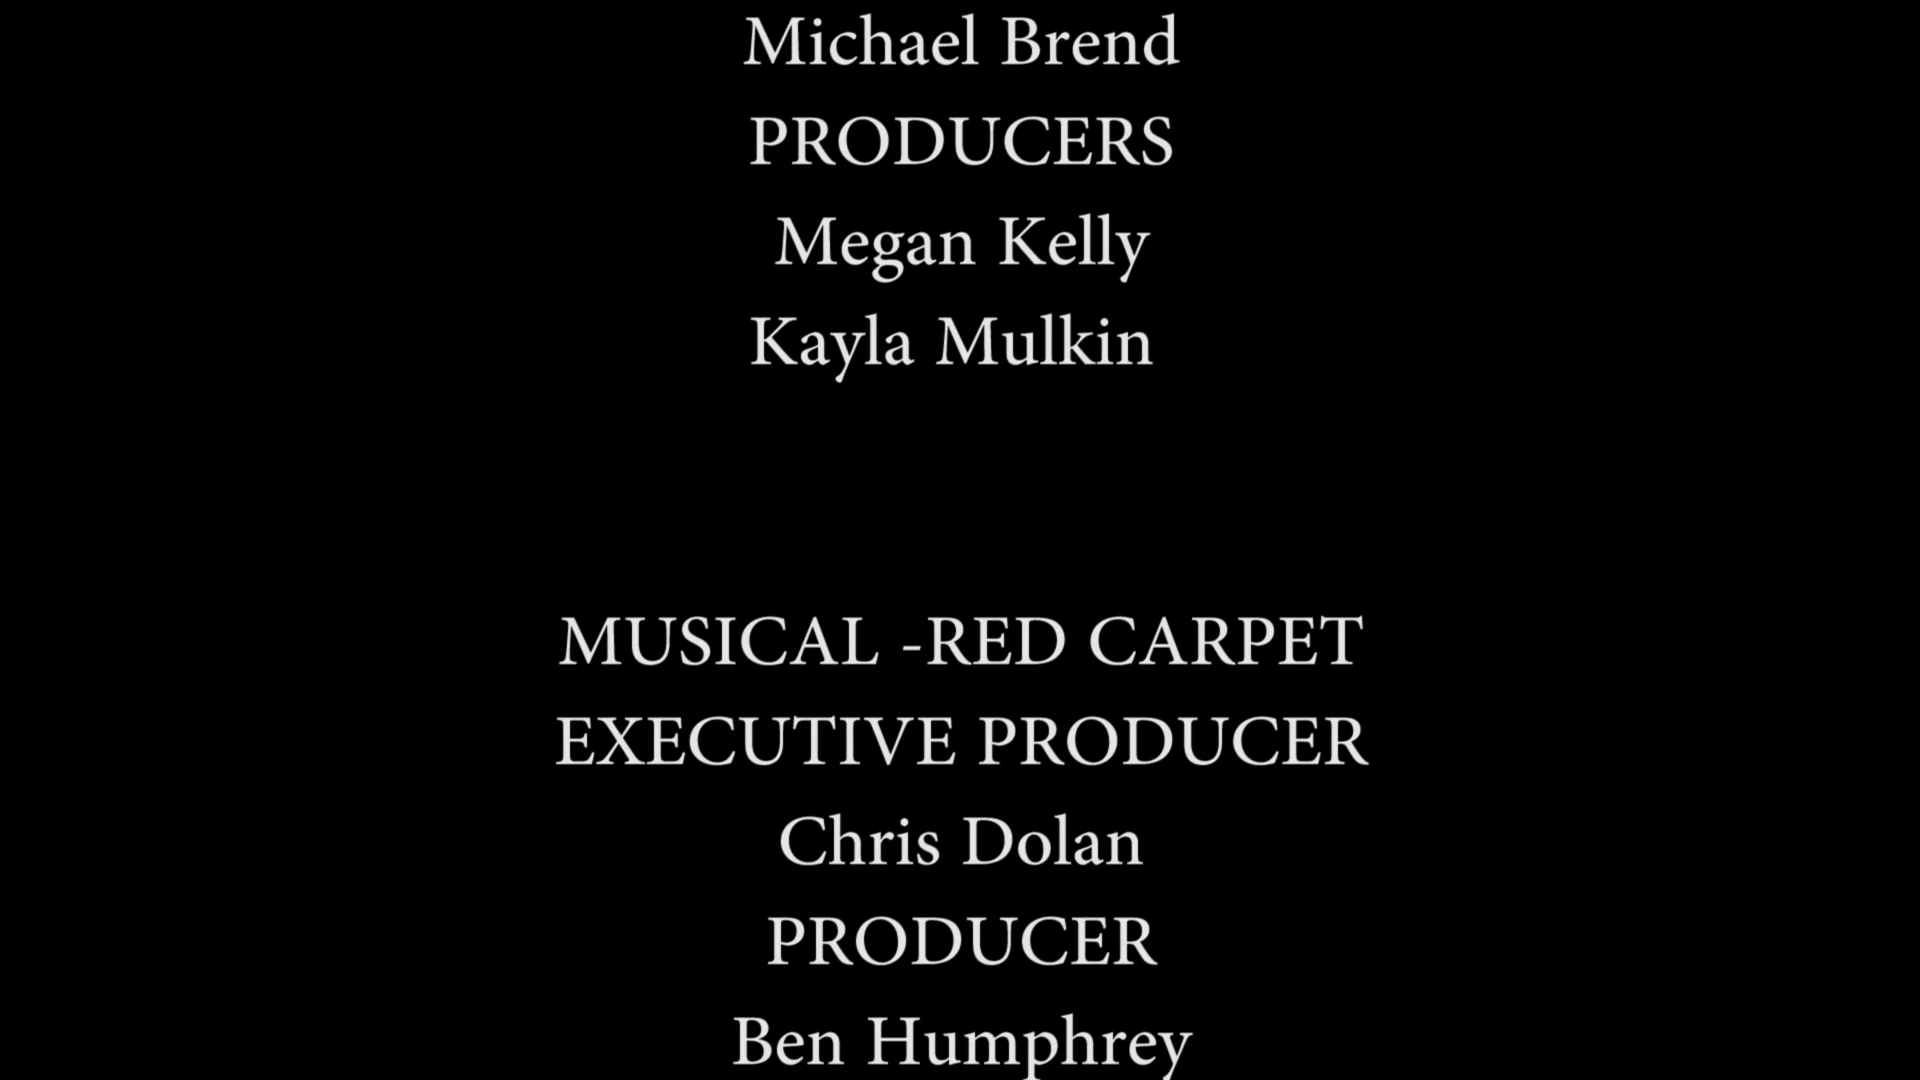 Michael Brend
PRODUCERS
Megan Kelly
Kayla Mulkin
MUSICAL -RED CARPET
EXECUTIVE PRODUCER
Chris Dolan
PRODUCER
Ben Humphrey